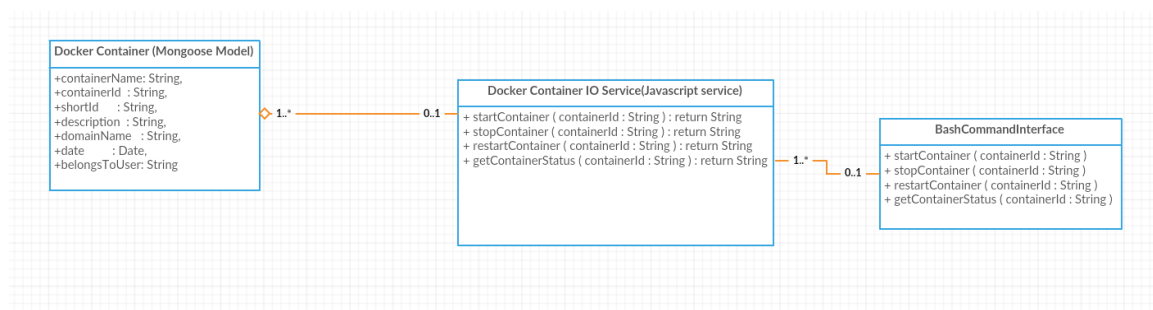 Docker Container (Mongoose Model)
+containerName: String,
+containerId : String,
+shortId : String,
+description : String,
+domainName : String,
+date : Date,
+belongsToUser: String
1..*
0..1
Docker Container IO Service(Javascript service)
+ startContainer ( containerId : String ) : return String
+ stopContainer ( containerId : String ) : return String
+ restartContainer ( containerId : String ) : return String
+ getContainerStatus ( containerId : String ) : return String
1..*
0..1
BashCommandInterface
+ startContainer ( containerId : String )
+ stopContainer ( containerId : String )
+ restartContainer ( containerId : String )
+ getContainerStatus ( containerId : String )